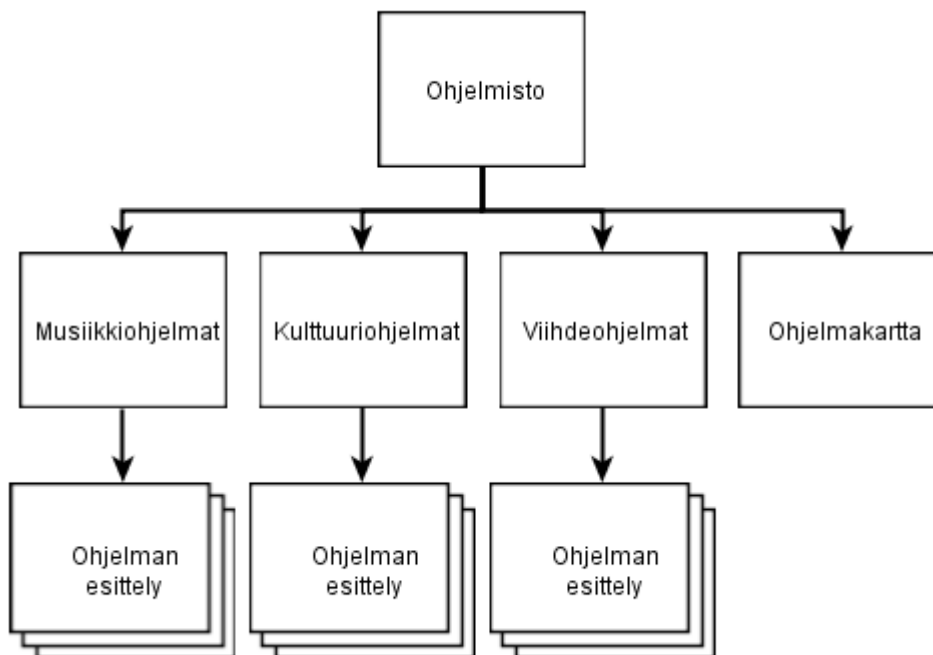 Ohjelmisto
Musiikkiohjelmat
Kulttuuriohjelmat
Viihdeohjelmat
Ohjelmakartta
Ohjelman
esittely
Ohjelman
esittely
Ohjelman
esittely